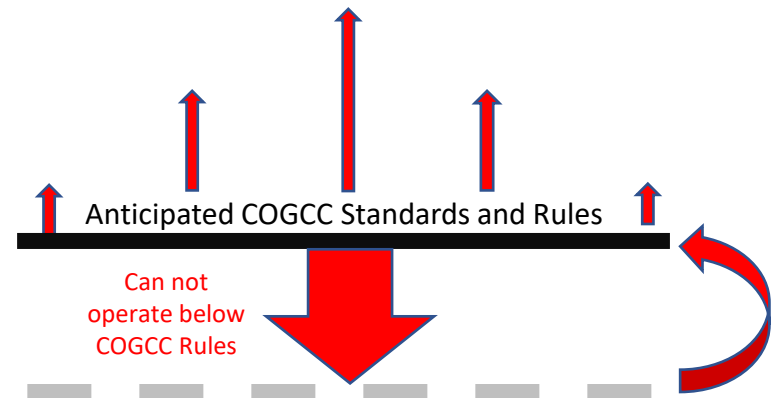 Anticipated COGCC Standards and Rules
Can not
operate below
COGCC Rules